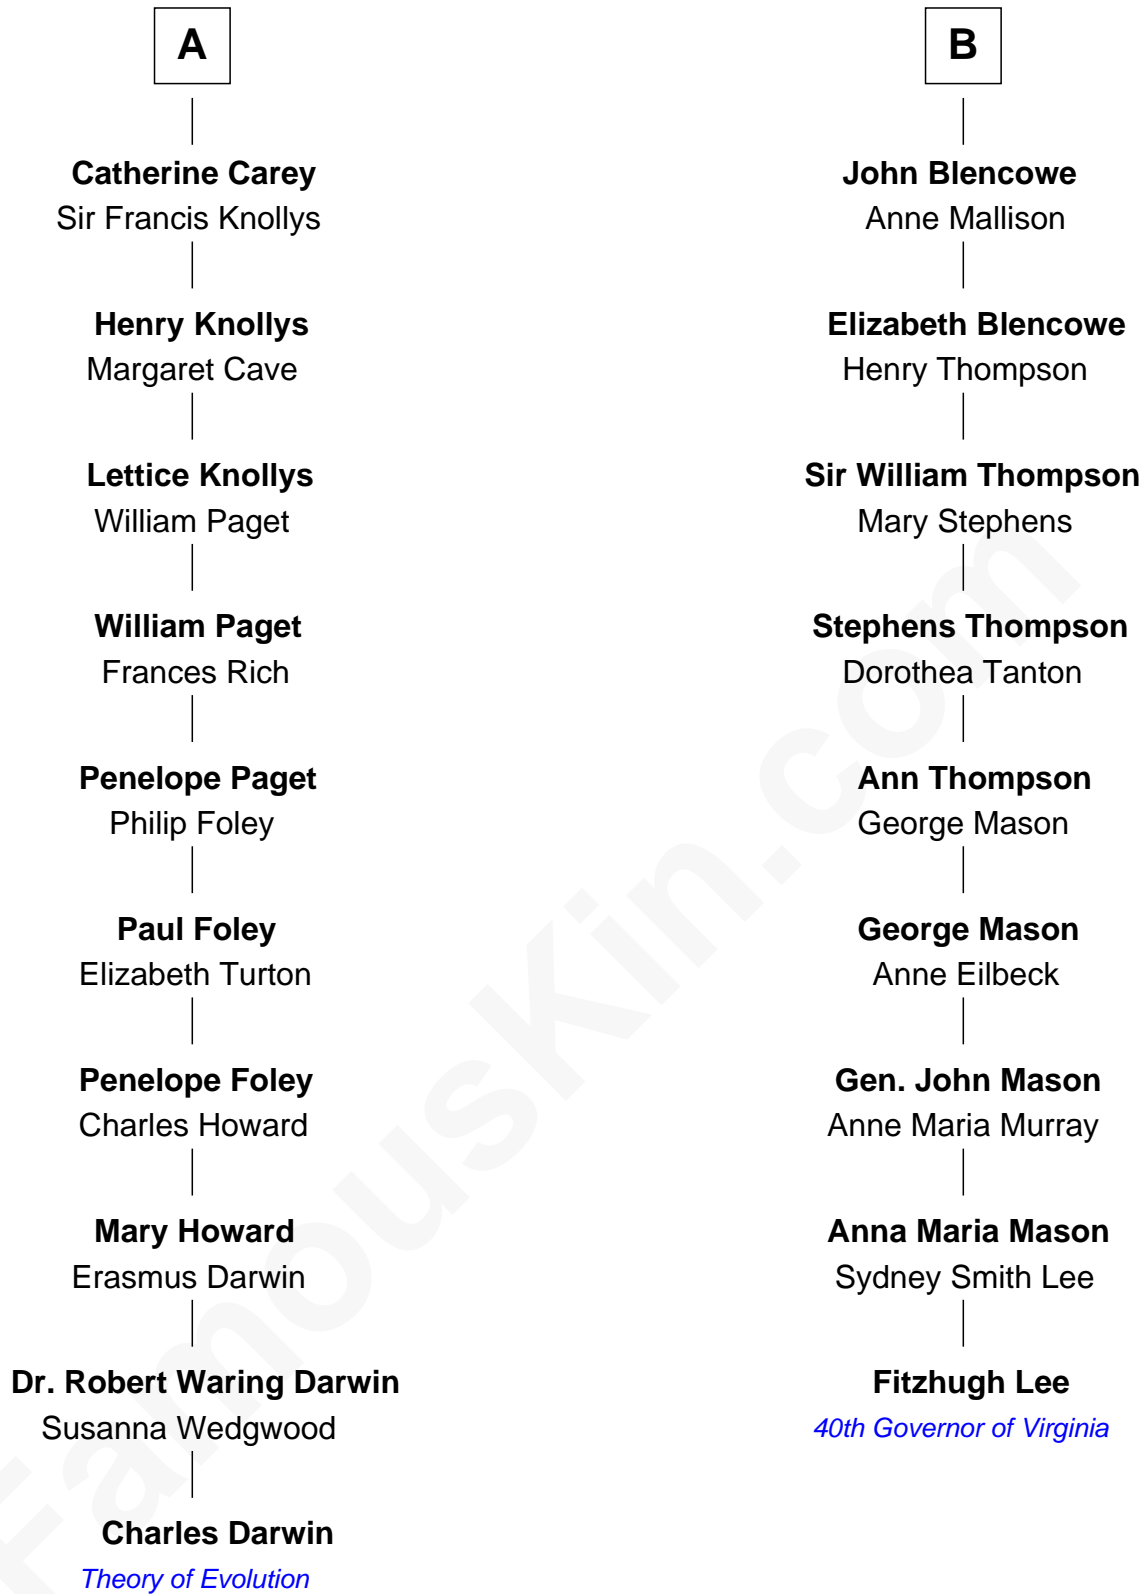 A
Catherine Carey
Sir Francis Knollys
Henry Knollys
Margaret Cave
Lettice Knollys
William Paget
William Paget
Frances Rich
Penelope Paget
Philip Foley
Paul Foley
Elizabeth Turton
Penelope Foley
Charles Howard
Mary Howard
Erasmus Darwin
Dr. Robert Waring Darwin
Susanna Wedgwood
Charles Darwin
Theory of Evolution
B
John Blencowe
Anne Mallison
Elizabeth Blencowe
Henry Thompson
Sir William Thompson
Mary Stephens
Stephens Thompson
Dorothea Tanton
Ann Thompson
George Mason
George Mason
Anne Eilbeck
Gen. John Mason
Anne Maria Murray
Anna Maria Mason
Sydney Smith Lee
Fitzhugh Lee
40th Governor of Virginia
FamousKin.com